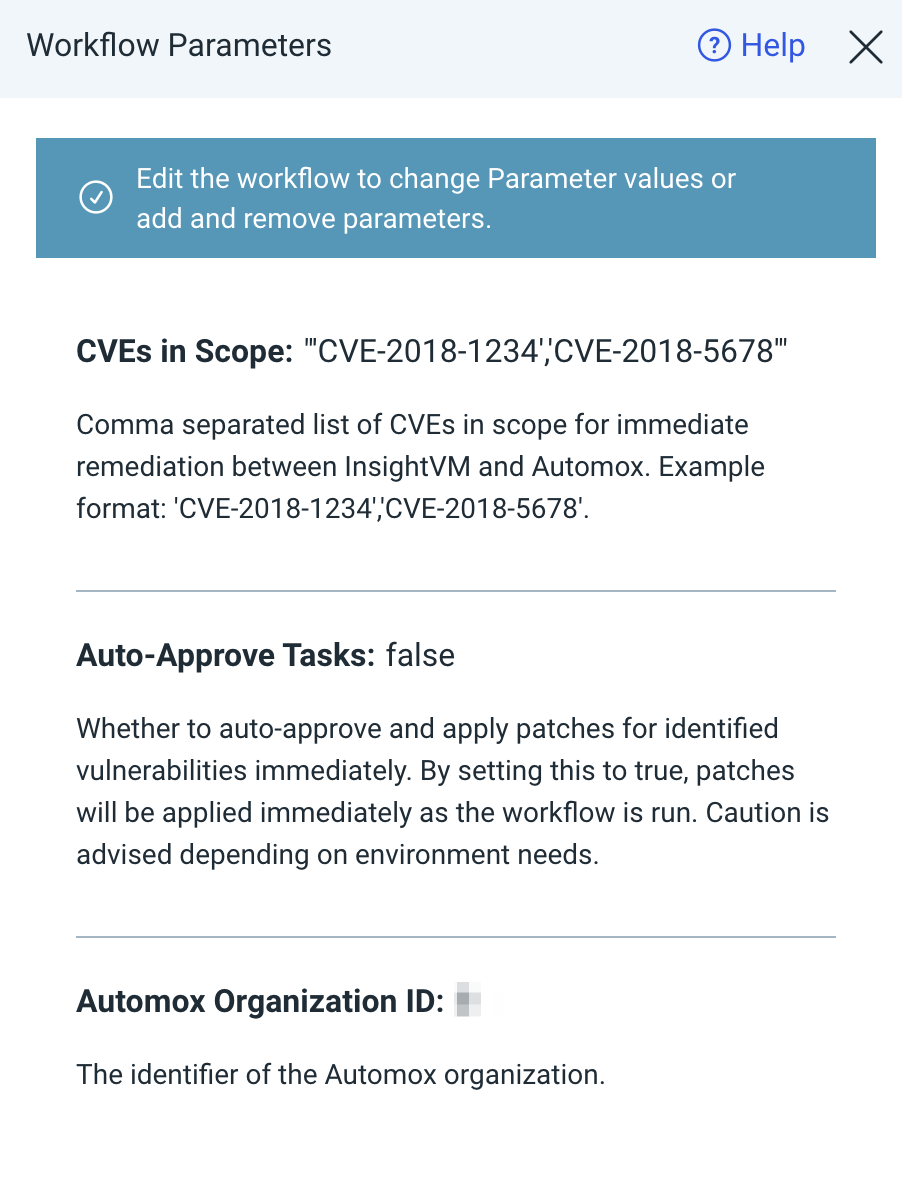 Workflow Parameters
? Help
Edit the workflow to change Parameter values or
add and remove parameters.
CVEs in Scope: "'CVE-2018-1234','CVE-2018-5678'"
Comma separated list of CVEs in scope for immediate
remediation between InsightVM and Automox. Example
format: 'CVE-2018-1234','CVE-2018-5678'.
Auto-Approve Tasks: false
Whether to auto-approve and apply patches for identified
vulnerabilities immediately. By setting this to true, patches
will be applied immediately as the workflow is run. Caution is
advised depending on environment needs.
Automox Organization ID:
The identifier of the Automox organization.